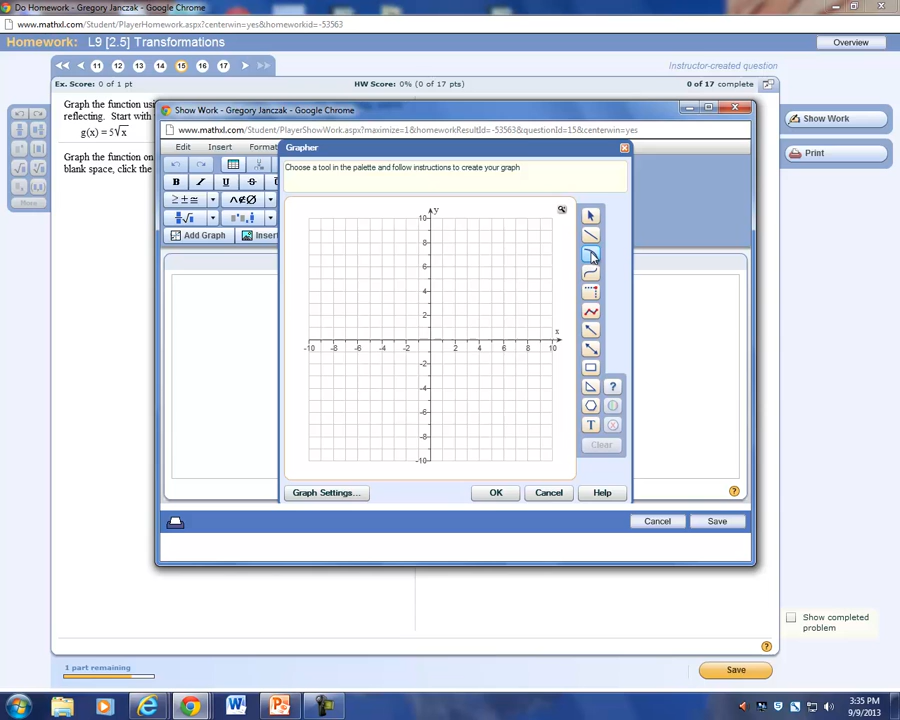 Do Homework - Gregory Janczak - Google Chrome
www.mathxl.com/Student/PlayerHomework.aspx?centerwin=yes&homeworkid=-53563
Homework: L9 [2.5] Transformations
Overview
11 12 13 14 15 16 17
Instructor-created question
Ex. Score: 0 of 1 pt
HW Score: 0% (0 of 17 pts)
0 of 17 complete
Graph the function
reflecting. Start with
g(x) = 5√x
Graph the function on
blank space, click the
More
Show Work
Print
Show Work - Gregory Janczak - Google Chrome
www.mathxl.com/Student/PlayerShowWork.aspx?maximize=1&homeworkResultId=-53563&questionId=15&centerwin=yes
Edit Insert Format
B I U S
Add Graph Insert
Grapher
Choose a tool in the palette and follow instructions to create your graph
y
10
8
6
4
2
x
-10 -8 -6 -4 -2 2 4 6 8 10
-2
-4
-6
-8
-10
?
T
Clear
Graph Settings... OK Cancel Help
?
Cancel Save
Show completed
problem
?
1 part remaining
Save
3:35 PM
9/9/2013